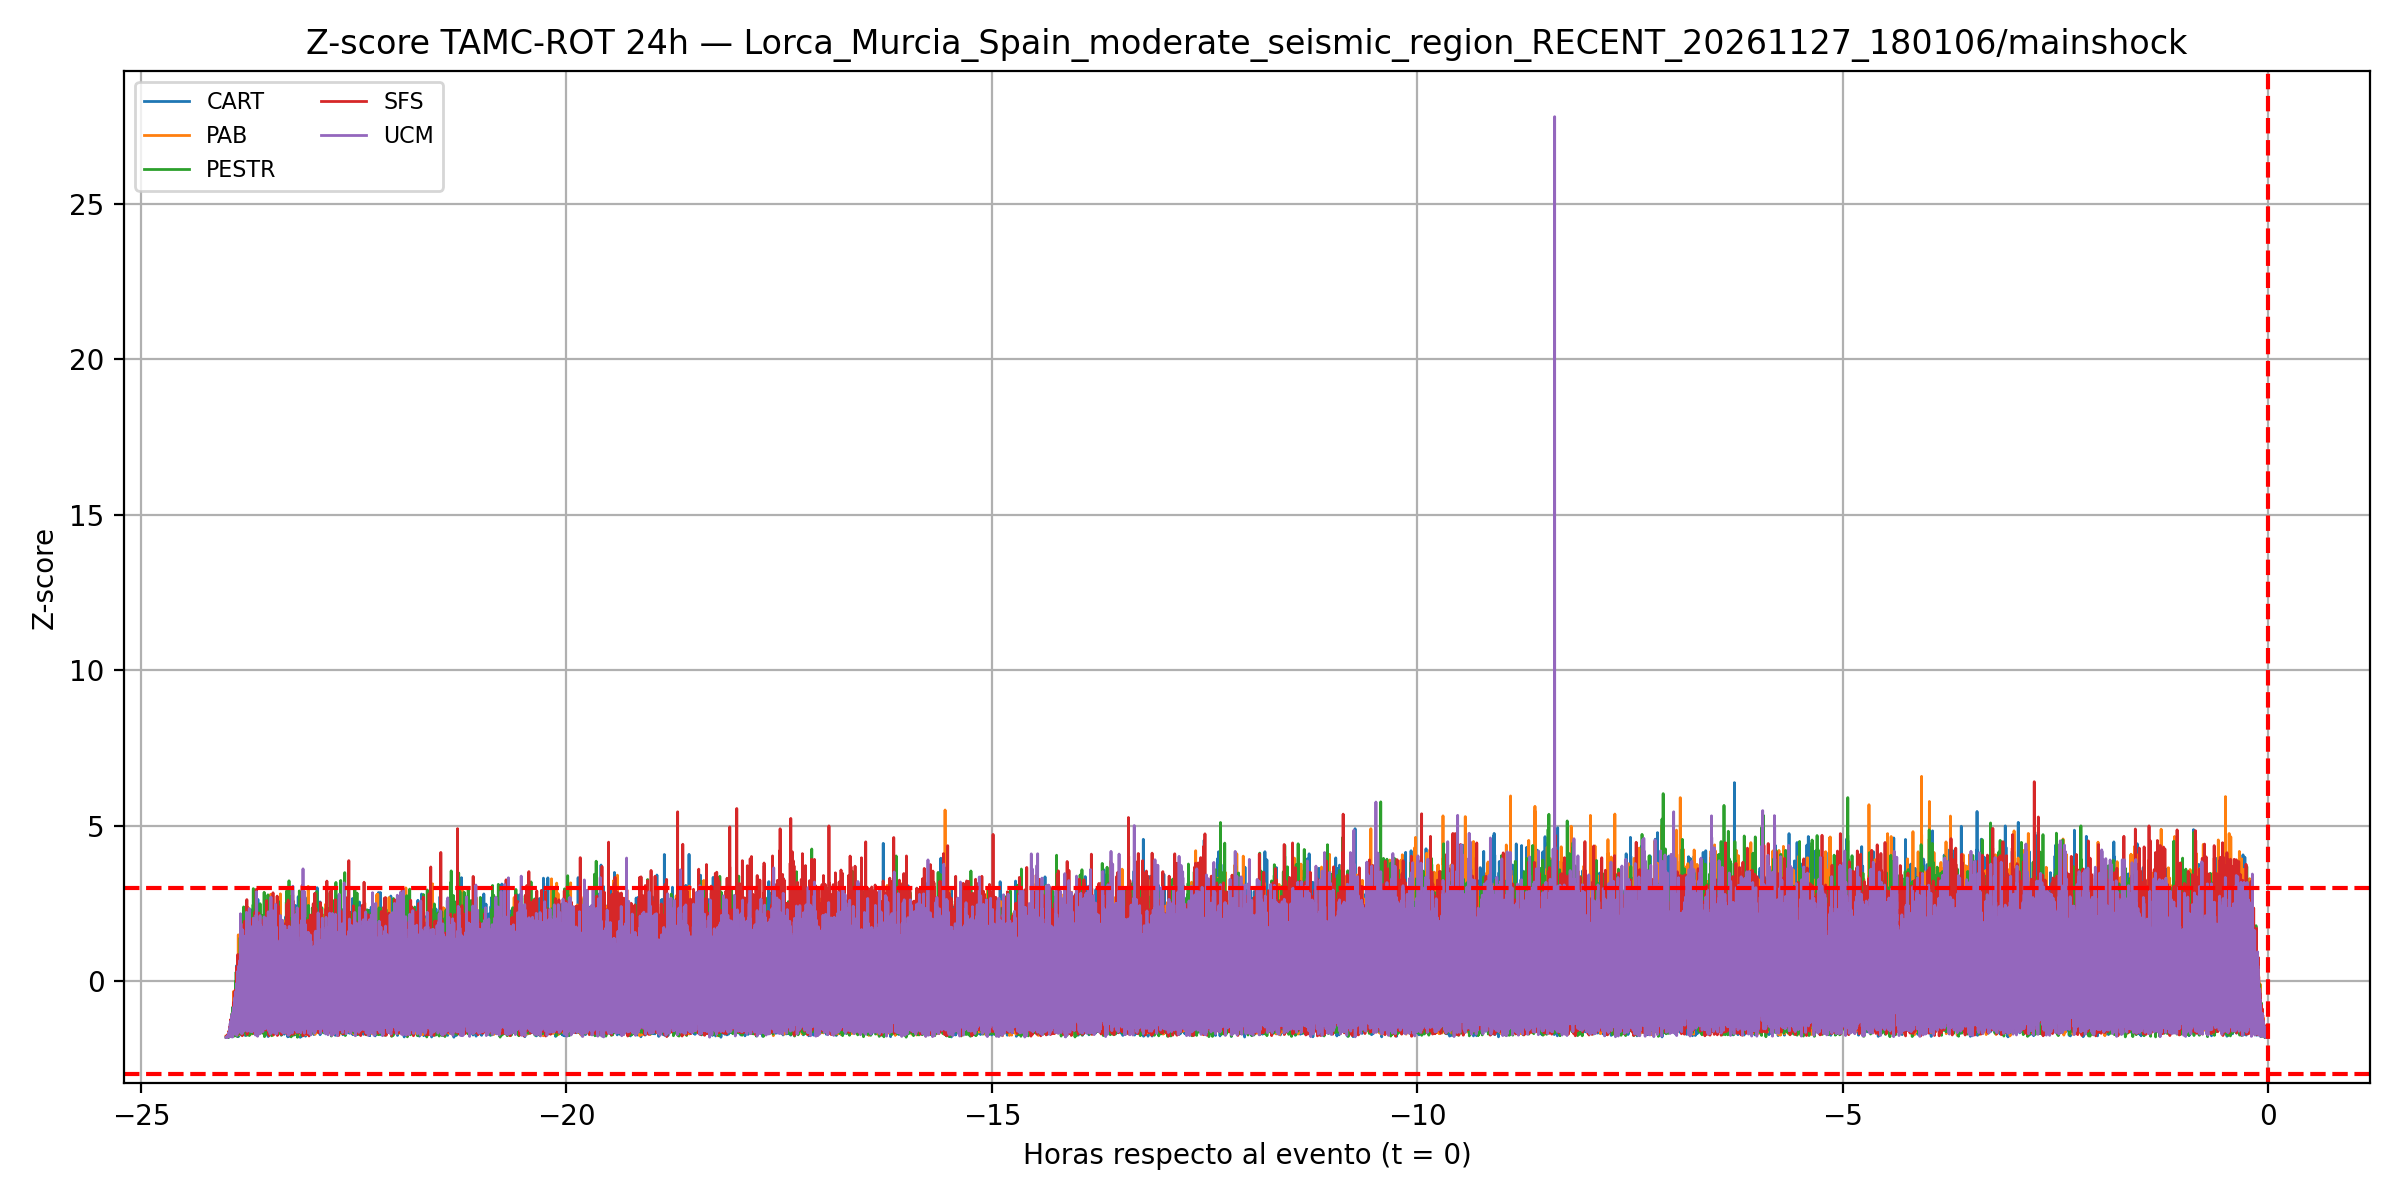 Z-score TAMC-ROT 24h — Lorca_Murcia_Spain_moderate_seismic_region_RECENT_20261127_180106/mainshock
CART
PAB
PESTR
SFS
UCM
Z-score
25
20
15
10
5
0
−25
−20
−15
−10
−5
0
Horas respecto al evento (t = 0)